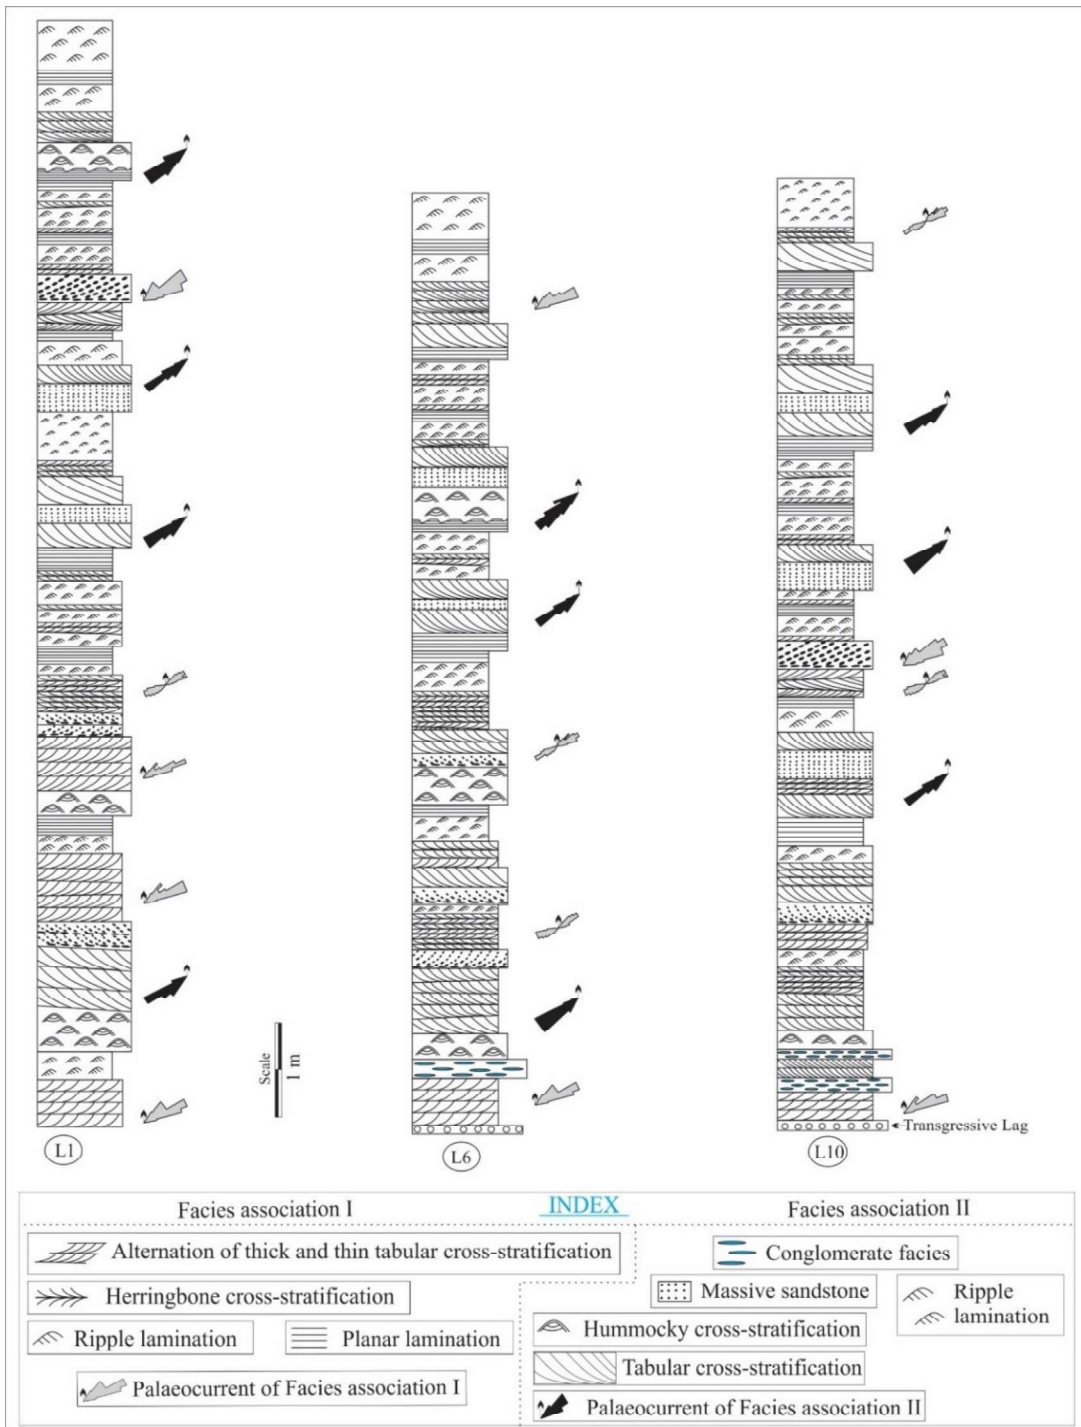 Scale
1 m
L1
L6
L10
Transgressive Lag
INDEX
Facies association I
Facies association II
Alternation of thick and thin tabular cross-stratification
Herringbone cross-stratification
Ripple lamination
Planar lamination
Palaeocurrent of Facies association I
Conglomerate facies
Massive sandstone
Ripple
lamination
Hummocky cross-stratification
Tabular cross-stratification
Palaeocurrent of Facies association II